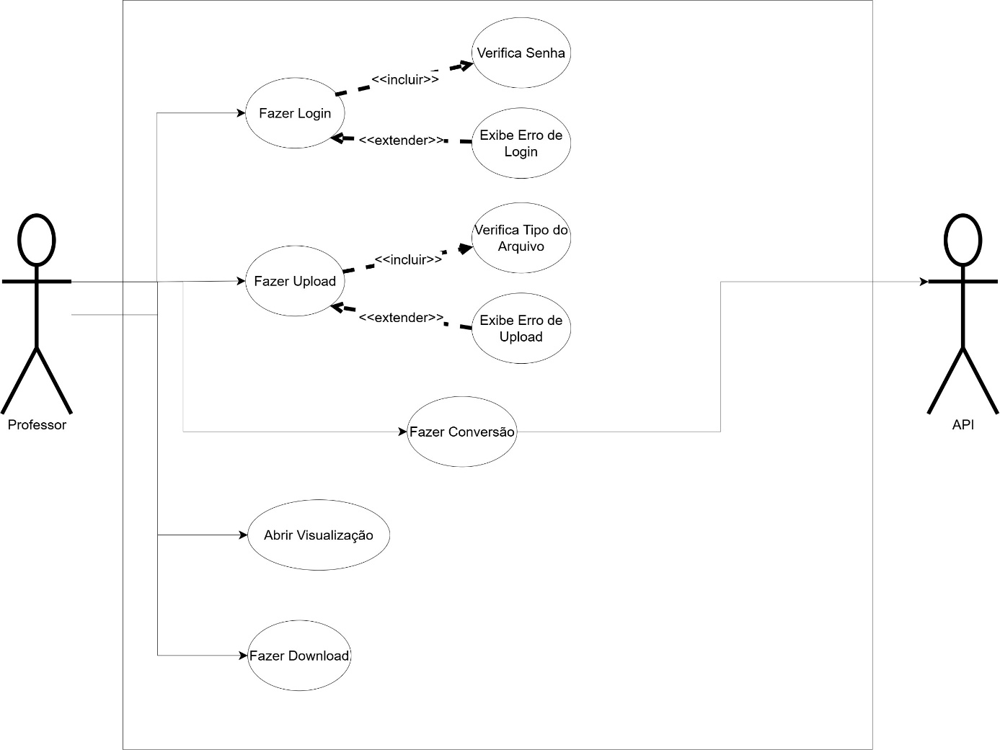 Verifica Senha
<<incluir>>
Fazer Login
Exibe Erro de
Login
<<extender>>
Verifica Tipo do
Arquivo
<<incluir>>
Fazer Upload
<<extender>>
Exibe Erro de
Upload
Professor
Fazer Conversão
API
Abrir Visualização
Fazer Download